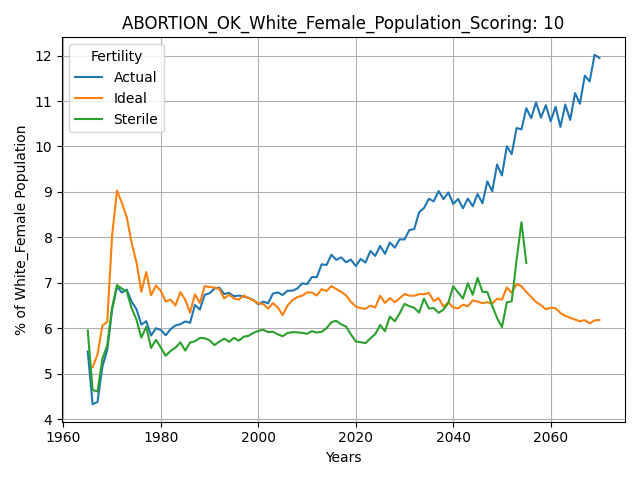 ABORTION_OK_White_Female_Population_Scoring: 10
Fertility
Actual
Ideal
Sterile
% of White_Female Population
12
11
10
9
8
7
6
5
4
1960
1980
2000
2020
2040
2060
Years